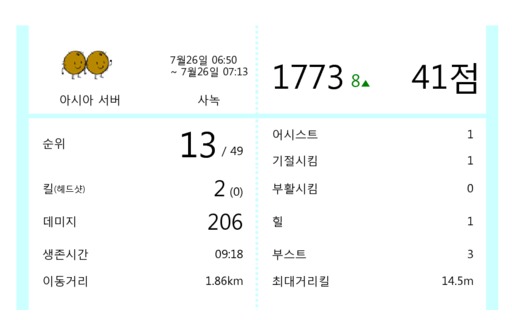 7월26일 06:50
~ 7월26일 07:13
아시아 서버
사녹
1773 8▲
41점
순위 13 / 49
킬(헤드샷) 2 (0)
데미지 206
생존시간 09:18
이동거리 1.86km
어시스트 1
기절시킴 1
부활시킴 0
힐 1
부스트 3
최대거리킬 14.5m